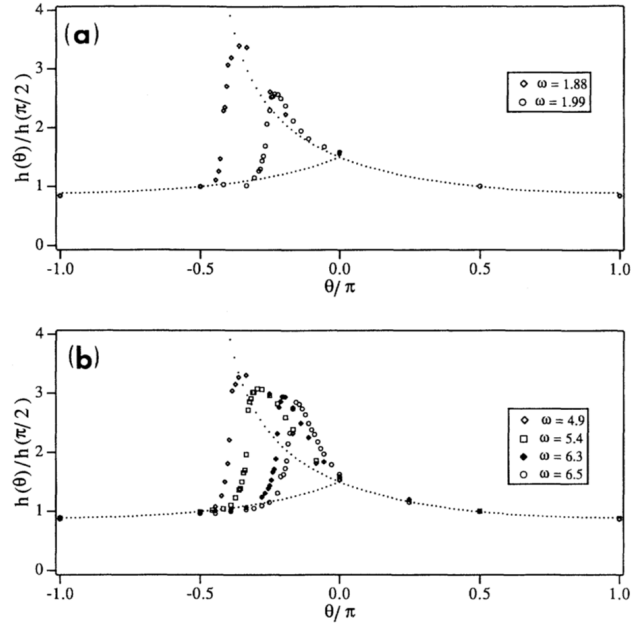 (a)
4
3
2
1
0
h(θ)/h(π/2)
ω = 1.88
ω = 1.99
-1.0 -0.5 0.0 0.5 1.0
θ/π
(b)
4
3
2
1
0
h(θ)/h(π/2)
ω = 4.9
ω = 5.4
ω = 6.3
ω = 6.5
-1.0 -0.5 0.0 0.5 1.0
θ/π